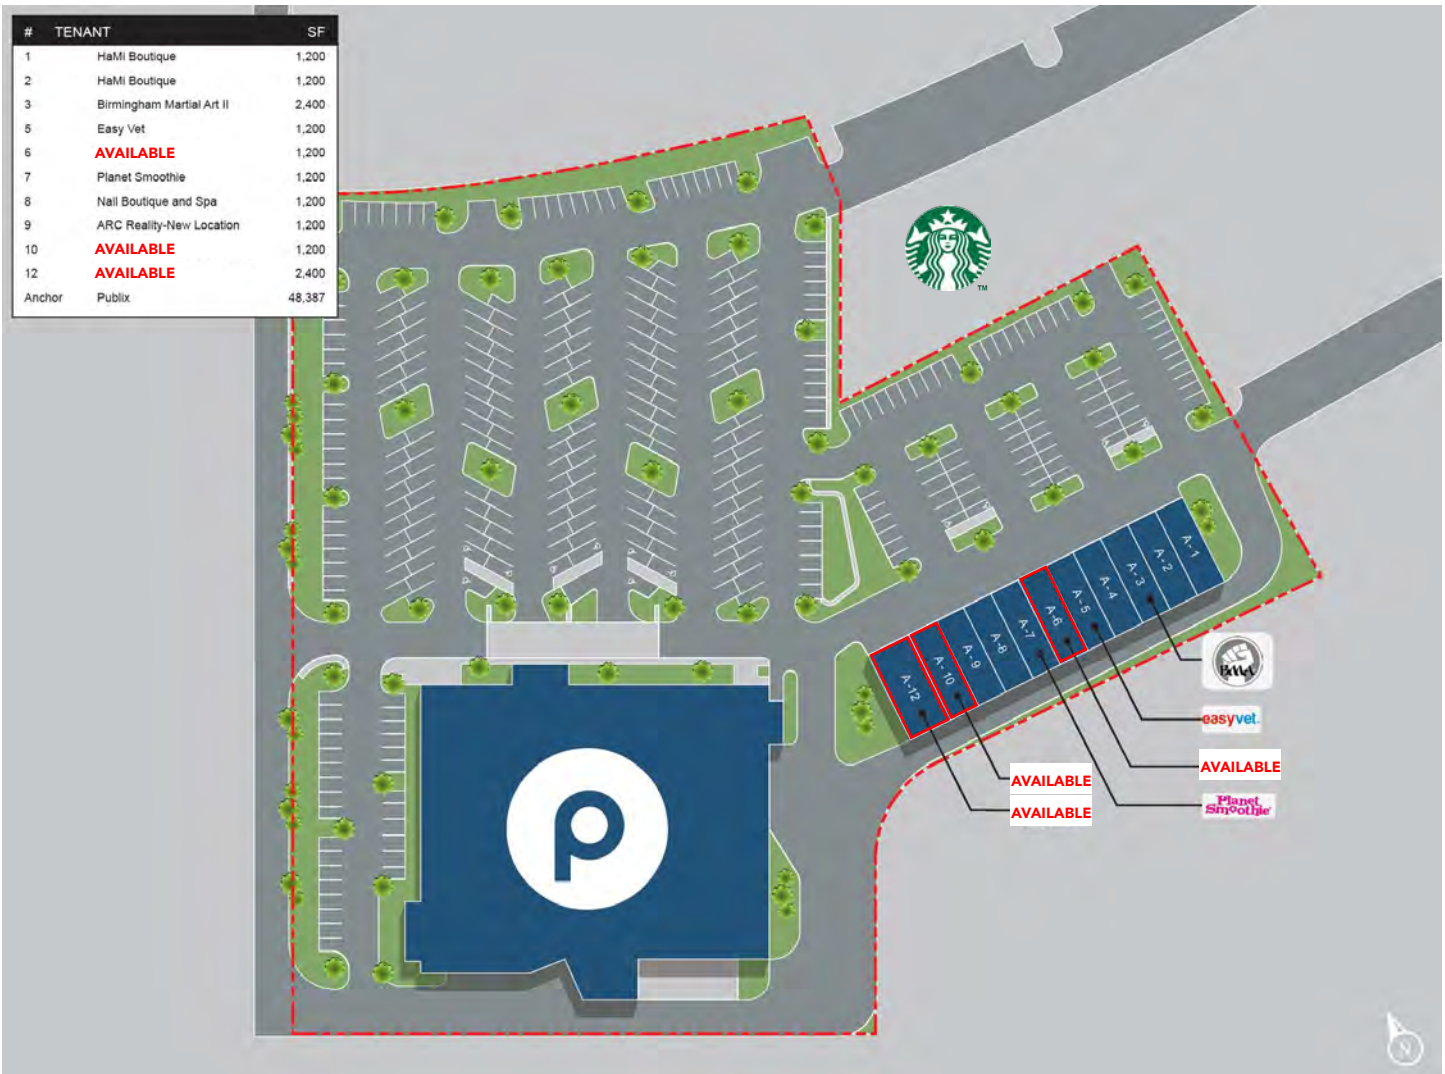 # TENANT SF
1 HaMi Boutique 1,200
2 HaMi Boutique 1,200
3 Birmingham Martial Art II 2,400
5 Easy Vet 1,200
6 AVAILABLE 1,200
7 Planet Smoothie 1,200
8 Nail Boutique and Spa 1,200
9 ARC Reality-New Location 1,200
10 AVAILABLE 1,200
12 AVAILABLE 2,400
Anchor Publix 48,387
TM
A-1
A-2
A-3
A-4
A-5
A-6
A-7
A-8
A-9
A-10
A-12
P
BMA
easyvet.
AVAILABLE
AVAILABLE
AVAILABLE
Planet
Smoothie
N